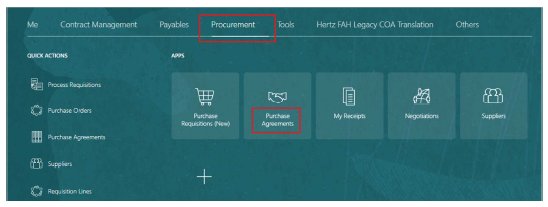 Me Contract Management Payables Procurement Tools Hertz FAH Legacy COA Translation Others
QUICK ACTIONS
APPS
Process Requisitions
Purchase Orders
Purchase Agreements
Suppliers
Requisition Lines
Purchase
Requisitions (New)
Purchase
Agreements
My Receipts
Negotiations
Suppliers